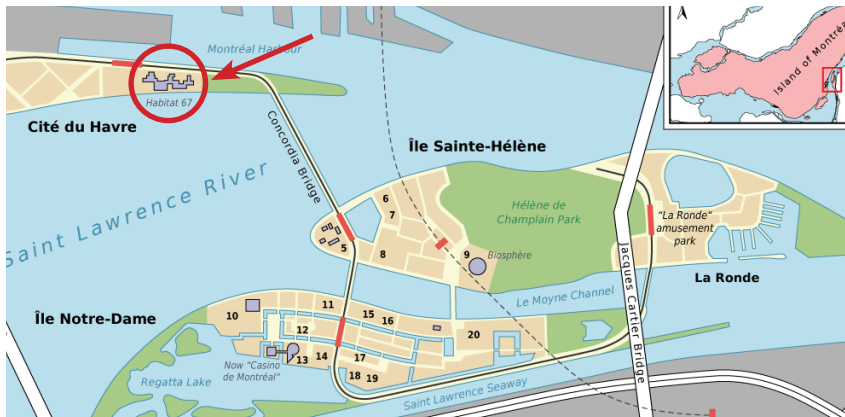 Montréal Harbour
Island of Montréal
Habitat 67
Cité du Havre
Concordia Bridge
Île Sainte-Hélène
Saint Lawrence River
6
7
Hélène de
Champlain Park
"La Ronde"
amusement
park
5
8
9
Biosphère
Jacques Cartier Bridge
La Ronde
Le Moyne Channel
Île Notre-Dame
10
11
15
16
12
20
13
14
17
18
19
Now "Casino
de Montréal"
Regatta Lake
Saint Lawrence Seaway